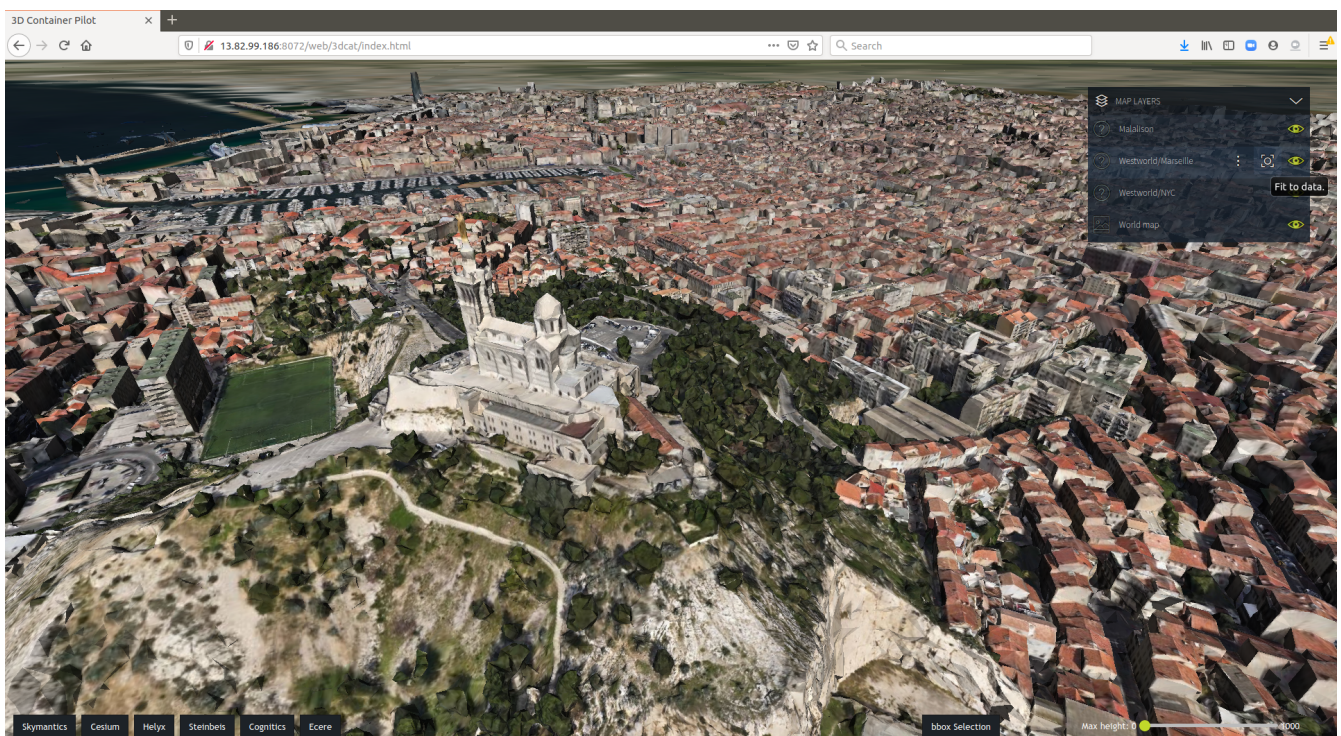 3D Container Pilot
13.82.99.186:8072/web/3dcat/index.html
Search
MAP LAYERS
Malalison
Westworld/Marseille
Fit to data.
Westworld/NYC
World map
Skymantics Cesium Helyx Steinbeis Cognitics Ecere bbox Selection Max height: 0 1000